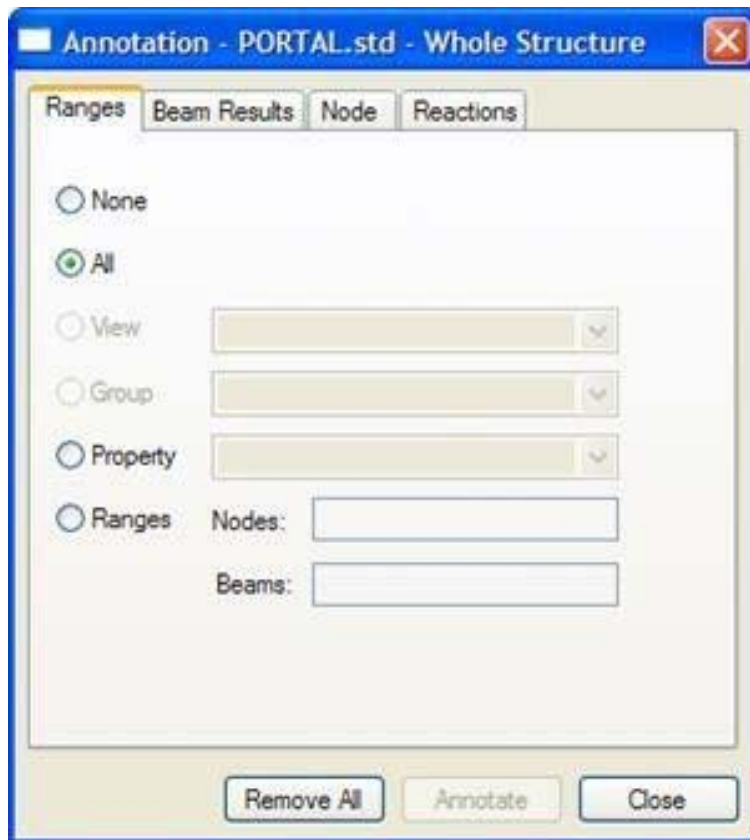 Annotation - PORTAL.std - Whole Structure
Ranges Beam Results Node Reactions
None
All
View
Group
Property
Ranges Nodes:
Beams:
Remove All Annotate Close